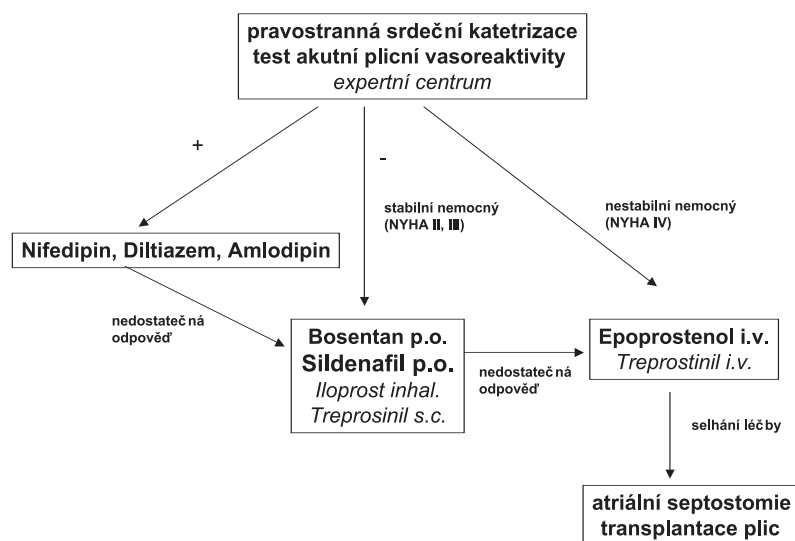 pravostranná srdeční katetrizace
test akutní plicní vasoreaktivity
expertní centrum
+
-
stabilní nemocný
(NYHA II, III)
nestabilní nemocný
(NYHA IV)
Nifedipin, Diltiazem, Amlodipin
nedostatečná
odpověď
Bosentan p.o.
Sildenafil p.o.
Iloprost inhal.
Treprosinil s.c.
nedostatečná
odpověď
Epoprostenol i.v.
Treprostinil i.v.
selhání léčby
atriální septostomie
transplantace plic